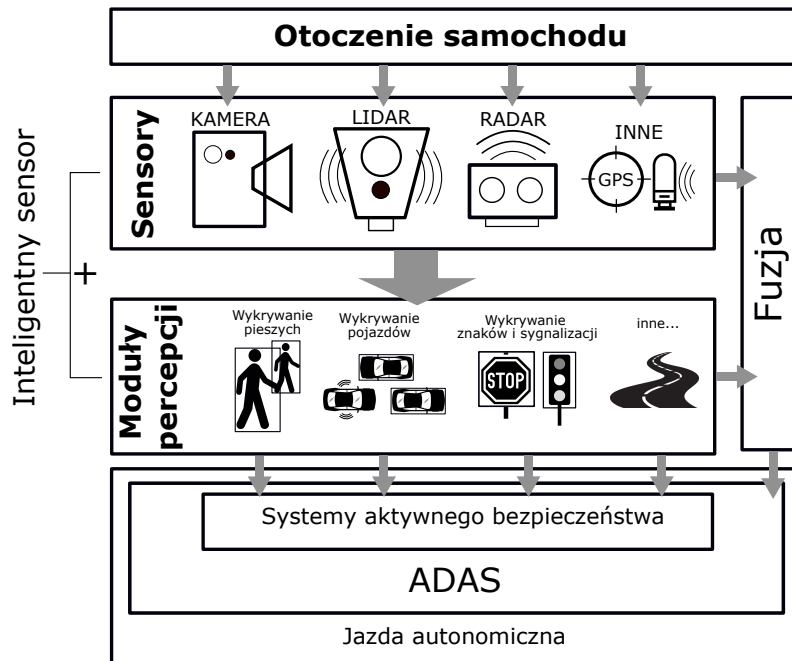 Otoczenie samochodu
Inteligentny sensor
+
Sensory
KAMERA
LIDAR
RADAR
INNE
GPS
Fuzja
Moduły
percepcji
Wykrywanie
pieszych
Wykrywanie
pojazdów
Wykrywanie
znaków i sygnalizacji
inne...
STOP
Systemy aktywnego bezpieczeństwa
ADAS
Jazda autonomiczna